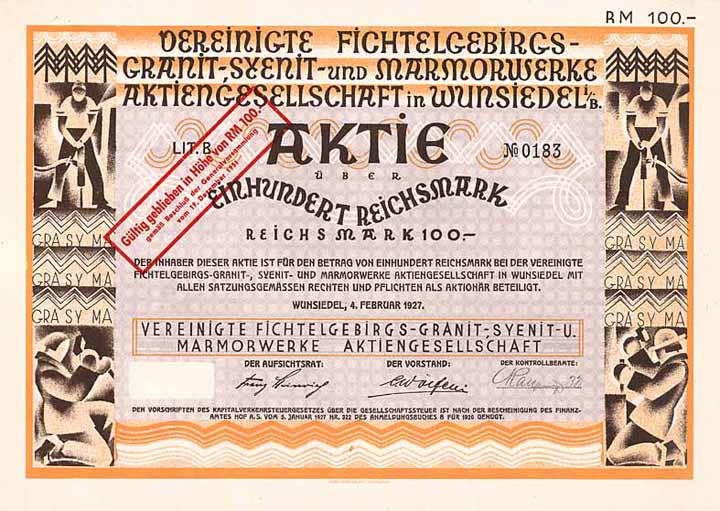 RM 100.-
VEREINIGTE FICHTELGEBIRGS-
GRANIT-, SYENIT- UND MARMORWERKE
AKTIENGESELLSCHAFT in WUNSIEDEL i/B.
LIT. B
AKTIE
№ 0183
ÜBER
EINHUNDERT REICHSMARK
REICHSMARK 100.-
Gültig geblieben in Höhe von RM 100.-
gemäß Beschluß der Generalversammlung
vom 19. Dezember
GRA SY MA
GRA SY MA
GRA SY MA
GRA SY MA
DER INHABER DIESER AKTIE IST FÜR DEN BETRAG VON EINHUNDERT REICHSMARK BEI DER VEREINIGTE
FICHTELGEBIRGS-GRANIT-, SYENIT- UND MARMORWERKE AKTIENGESELLSCHAFT IN WUNSIEDEL MIT
ALLEN SATZUNGSGEMÄSSEN RECHTEN UND PFLICHTEN ALS AKTIONÄR BETEILIGT.
WUNSIEDEL, 4. FEBRUAR 1927.
VEREINIGTE FICHTELGEBIRGS-GRANIT-SYENIT-U.
MARMORWERKE AKTIENGESELLSCHAFT
DER AUFSICHTSRAT: DER VORSTAND: DER KONTROLLBEAMTE:
DEN VORSCHRIFTEN DES KAPITALVERKEHRSTEUERGESETZES ÜBER DIE GESELLSCHAFTSSTEUER IST NACH DER BESCHEINIGUNG DES FINANZ-
AMTES HOF A. S. VOM 5. JANUAR 1927 NR. 322 DES ANMELDUNGSBUCHES B FÜR 1926 GENÜGT.